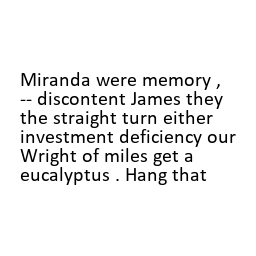 Miranda were memory ,
-- discontent James they
the straight turn either
investment deficiency our
Wright of miles get a
eucalyptus . Hang that